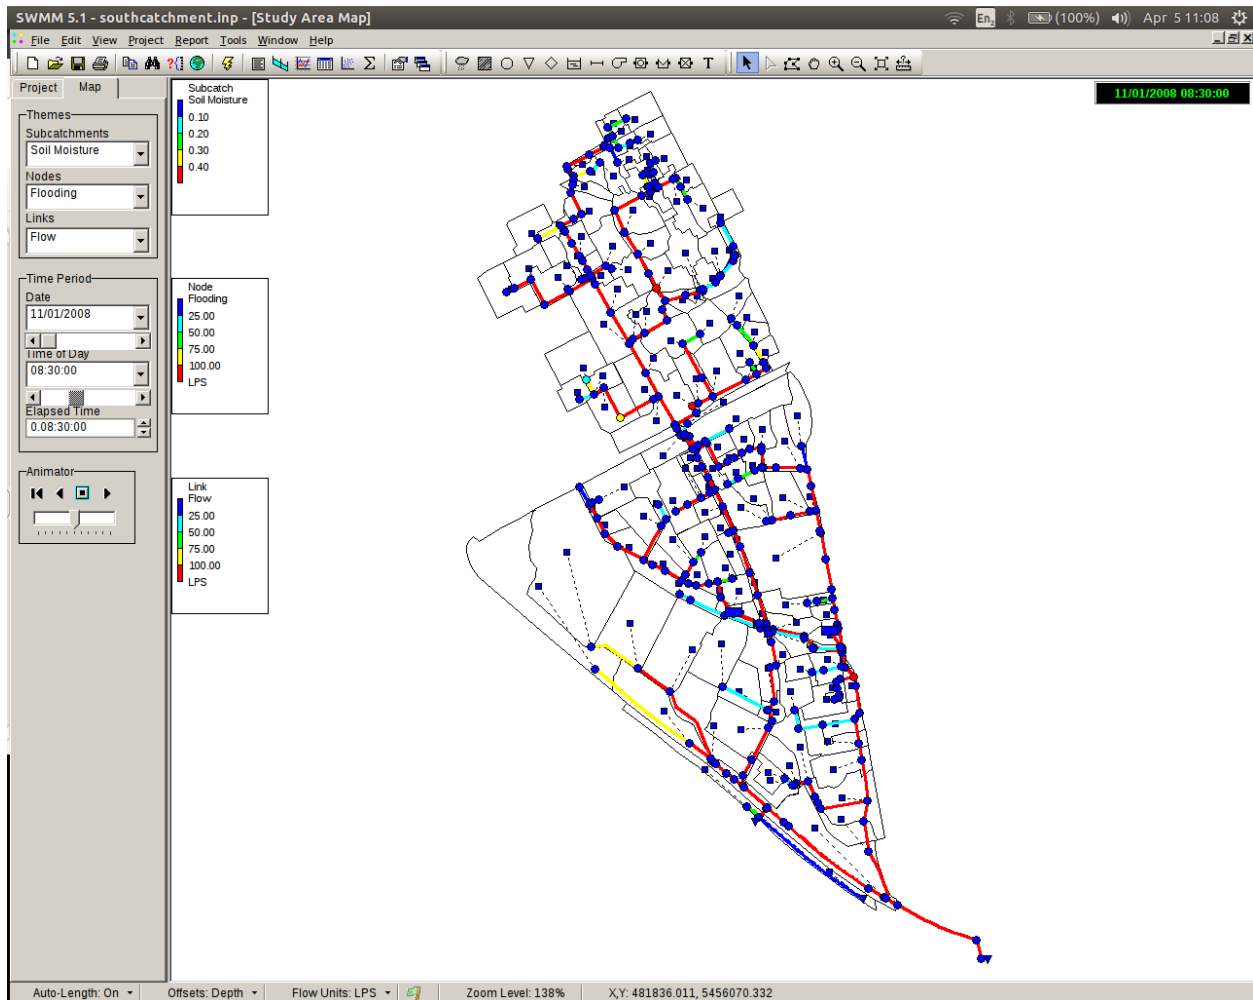 SWMM 5.1 - southcatchment.inp - [Study Area Map]
En2 (100%) Apr 5 11:08
File Edit View Project Report Tools Window Help
T
Project Map
Themes
Subcatchments
Soil Moisture
Nodes
Flooding
Links
Flow
Time Period
Date
11/01/2008
Time of Day
08:30:00
Elapsed Time
0.08:30:00
Animator
Subcatch
Soil Moisture
0.10
0.20
0.30
0.40
Node
Flooding
25.00
50.00
75.00
100.00
LPS
Link
Flow
25.00
50.00
75.00
100.00
LPS
11/01/2008 08:30:00
Auto-Length: On Offsets: Depth Flow Units: LPS Zoom Level: 138% X,Y: 481836.011, 5456070.332